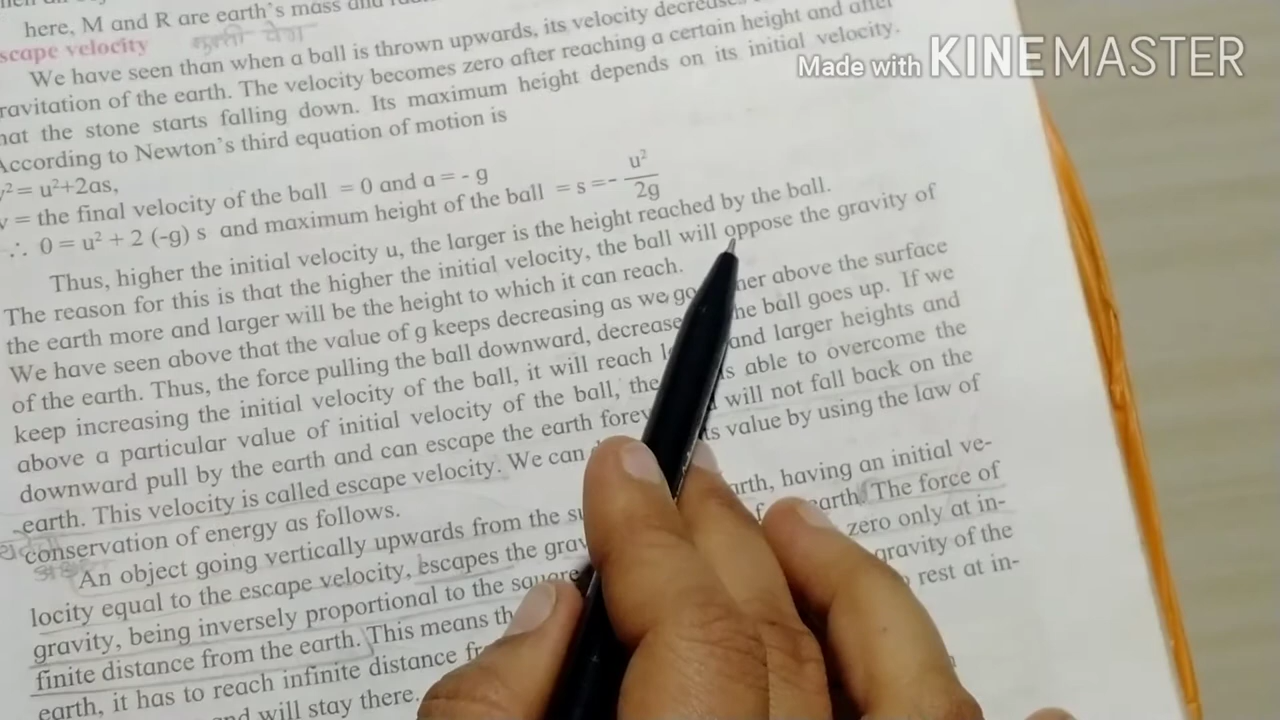 here, M and R are earth's mass and
scape velocity मुक्ती वेग
We have seen than when a ball is thrown upwards, its velocity decreases
ravitation of the earth. The velocity becomes zero after reaching a certain height and after
hat the stone starts falling down. Its maximum height depends on its initial velocity.
According to Newton's third equation of motion is
v²= u²+2as,
v = the final velocity of the ball = 0 and a = - g
∴ 0 = u² + 2 (-g) s and maximum height of the ball = s = - u²/2g
Thus, higher the initial velocity u, the larger is the height reached by the ball.
The reason for this is that the higher the initial velocity, the ball will oppose the gravity of
the earth more and larger will be the height to which it can reach.
We have seen above that the value of g keeps decreasing as we go her above the surface
of the earth. Thus, the force pulling the ball downward, decrease he ball goes up. If we
keep increasing the initial velocity of the ball, it will reach and larger heights and
above a particular value of initial velocity of the ball, the s able to overcome the
downward pull by the earth and can escape the earth forev will not fall back on the
earth. This velocity is called escape velocity. We can ts value by using the law of
conservation of energy as follows.
An object going vertically upwards from the su arth, having an initial ve-
locity equal to the escape velocity, escapes the grav earth. The force of
gravity, being inversely proportional to the square zero only at in-
finite distance from the earth. This means th gravity of the
earth, it has to reach infinite distance fr rest at in-
nd will stay there.
Made with KINEMASTER